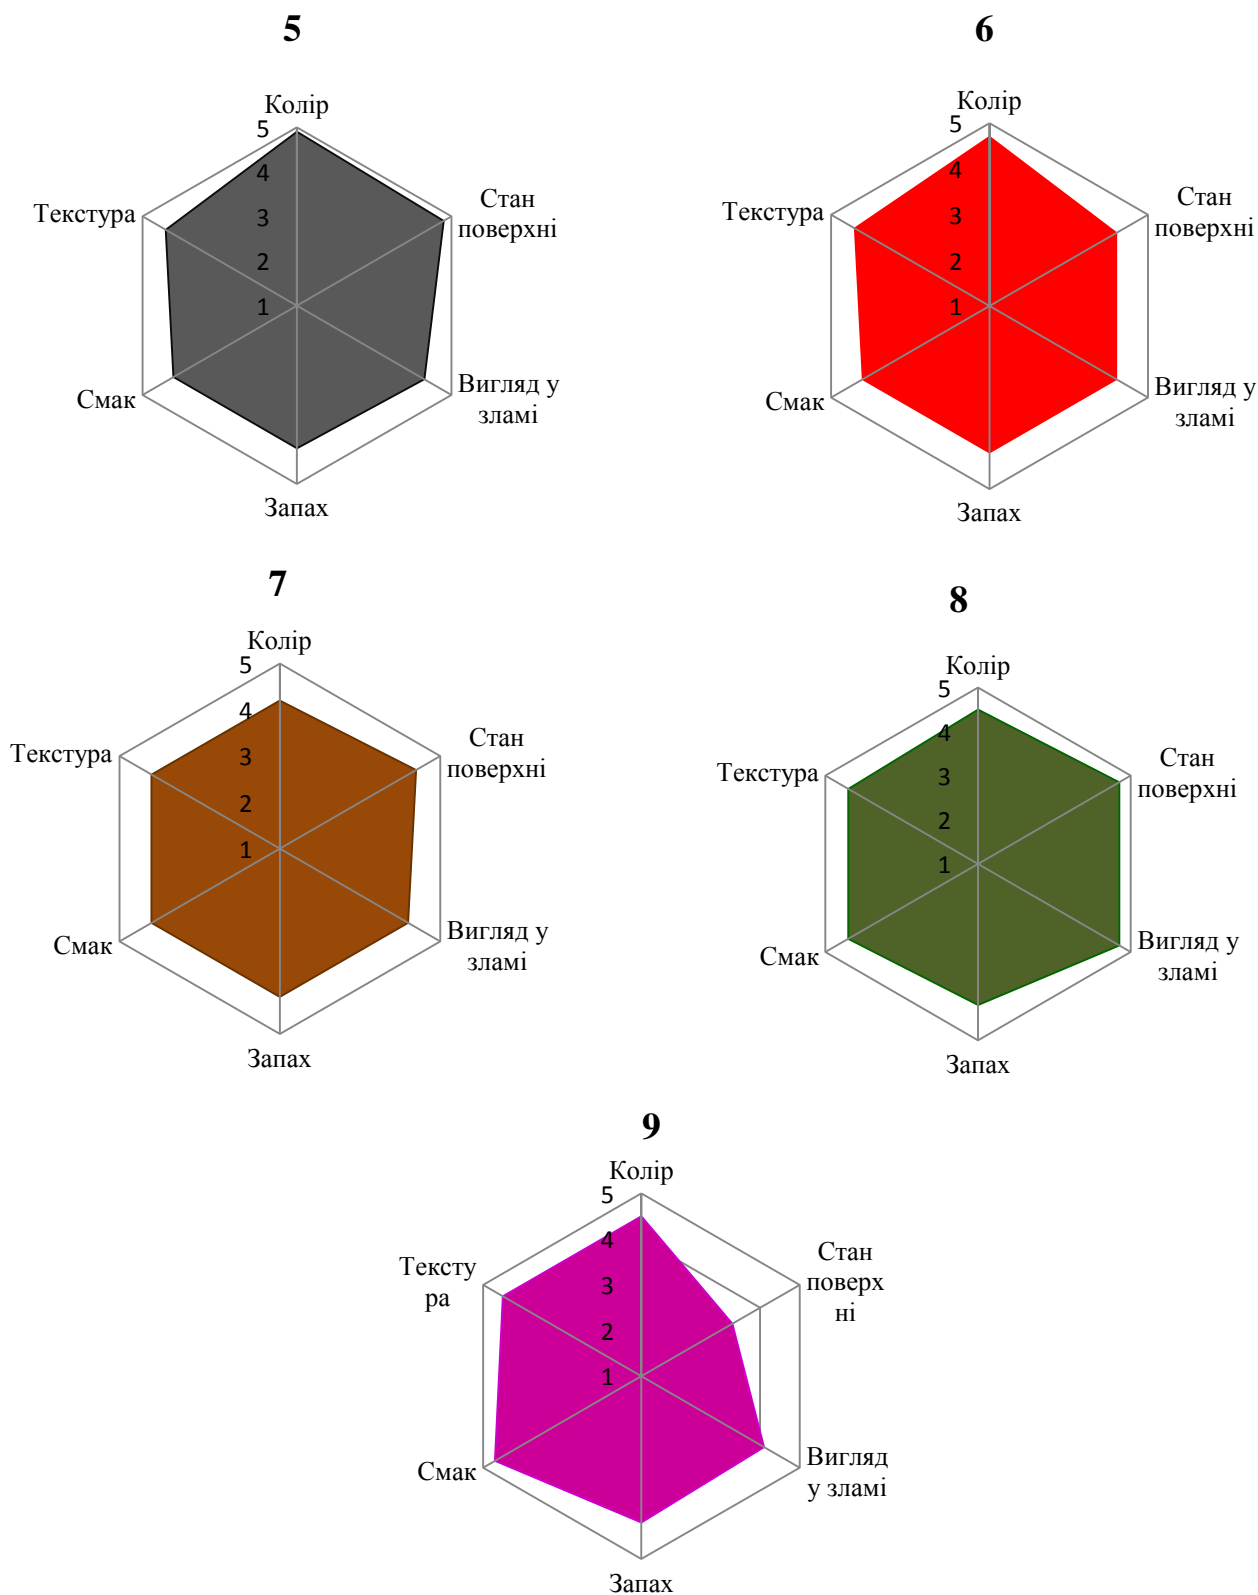 5
Колір
5
4
3
2
1
Стан
поверхні
Вигляд у
зламі
Запах
Смак
Текстура
6
Колір
5
4
3
2
1
Стан
поверхні
Вигляд у
зламі
Запах
Смак
Текстура
7
Колір
5
4
3
2
1
Стан
поверхні
Вигляд у
зламі
Запах
Смак
Текстура
8
Колір
5
4
3
2
1
Стан
поверхні
Вигляд у
зламі
Запах
Смак
Текстура
9
Колір
5
4
3
2
1
Стан
поверх
ні
Вигляд
у зламі
Запах
Смак
Тексту
ра